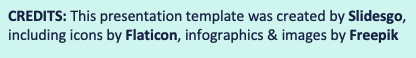 CREDITS: This presentation template was created by Slidesgo,
including icons by Flaticon, infographics & images by Freepik